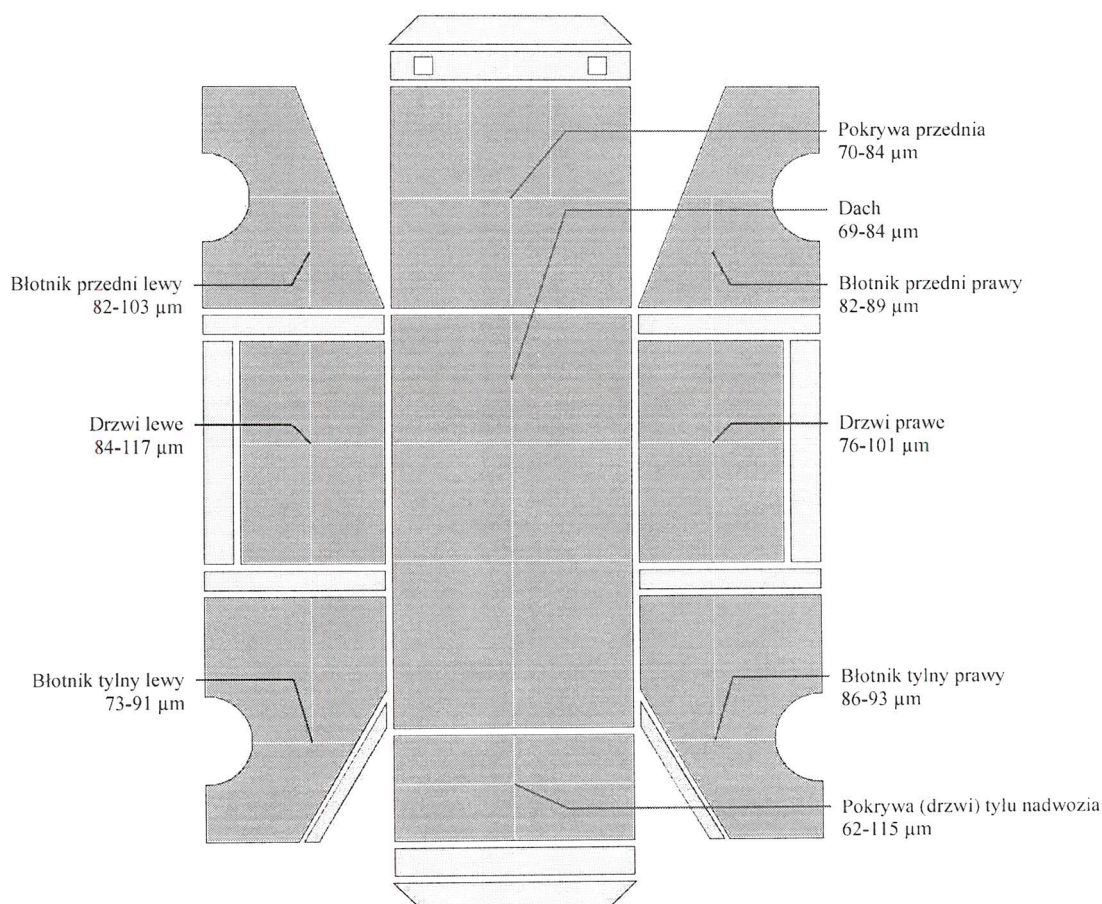 Pokrywa przednia
70-84 µm
Dach
69-84 µm
Błotnik przedni lewy
82-103 µm
Błotnik przedni prawy
82-89 µm
Drzwi lewe
84-117 µm
Drzwi prawe
76-101 µm
Błotnik tylny lewy
73-91 µm
Błotnik tylny prawy
86-93 µm
Pokrywa (drzwi) tyłu nadwozia
62-115 µm